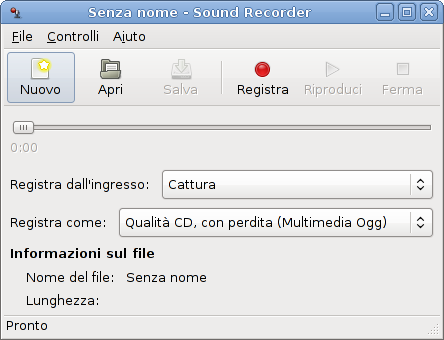 Senza nome - Sound Recorder
File Controlli Aiuto
Nuovo Apri Salva Registra Riproduci Ferma
0:00
Registra dall'ingresso: Cattura
Registra come: Qualità CD, con perdita (Multimedia Ogg)
Informazioni sul file
Nome del file: Senza nome
Lunghezza:
Pronto